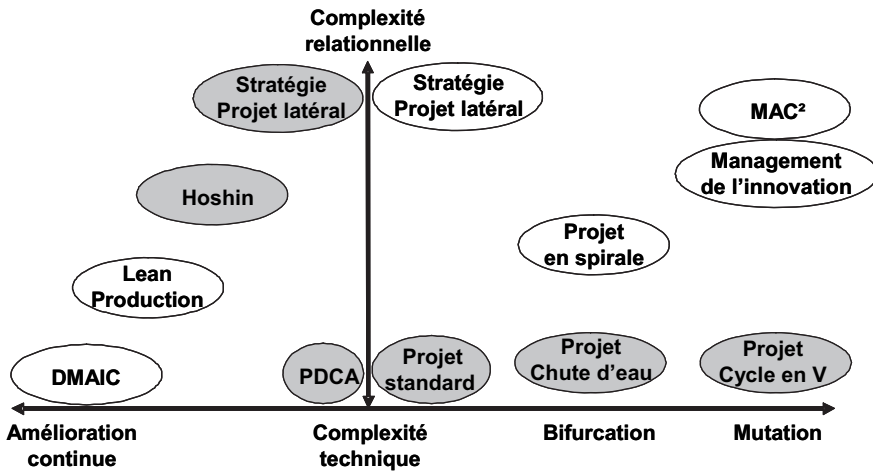 Complexité
relationnelle
Stratégie
Projet latéral
Stratégie
Projet latéral
MAC²
Management
de l'innovation
Hoshin
Projet
en spirale
Lean
Production
DMAIC
PDCA
Projet
standard
Projet
Chute d'eau
Projet
Cycle en V
Amélioration
continue
Complexité
technique
Bifurcation
Mutation